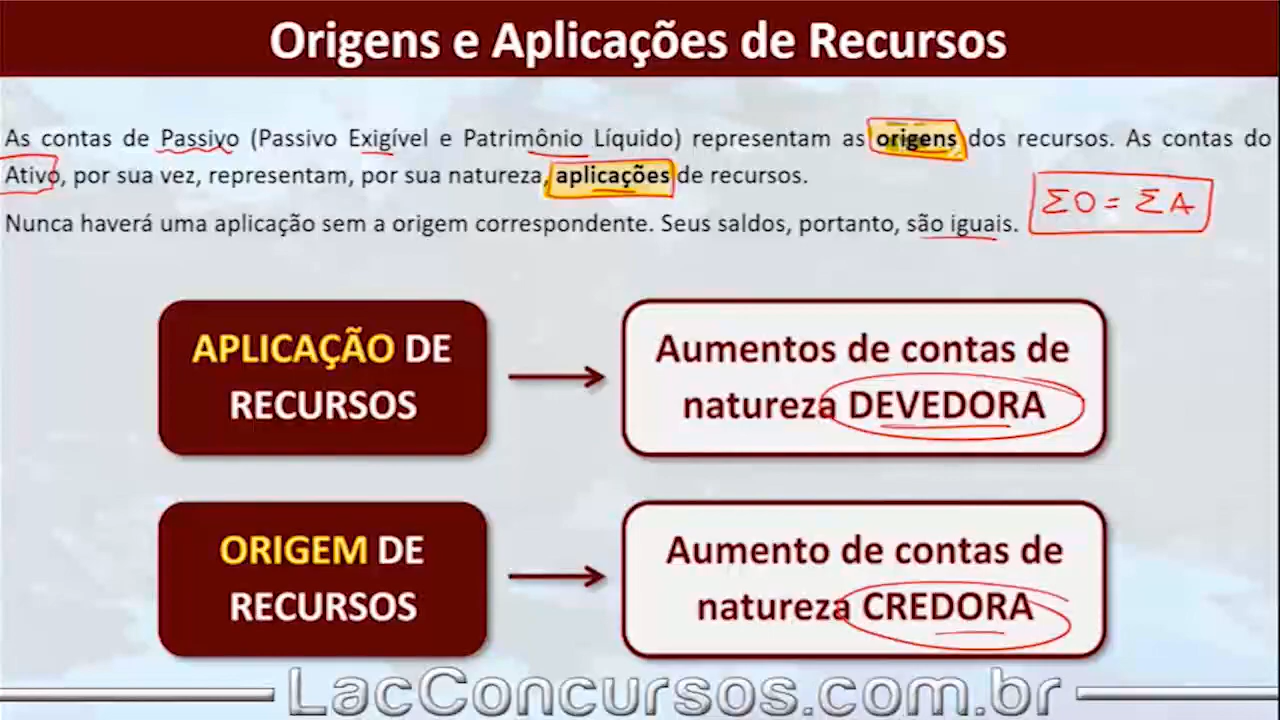 Origens e Aplicações de Recursos
As contas de Passivo (Passivo Exigível e Patrimônio Líquido) representam as origens dos recursos. As contas do
Ativo, por sua vez, representam, por sua natureza, aplicações de recursos.
ΣO = ΣA
Nunca haverá uma aplicação sem a origem correspondente. Seus saldos, portanto, são iguais.
APLICAÇÃO DE
RECURSOS
Aumentos de contas de
natureza DEVEDORA
ORIGEM DE
RECURSOS
Aumento de contas de
natureza CREDORA
LacConcursos.com.br